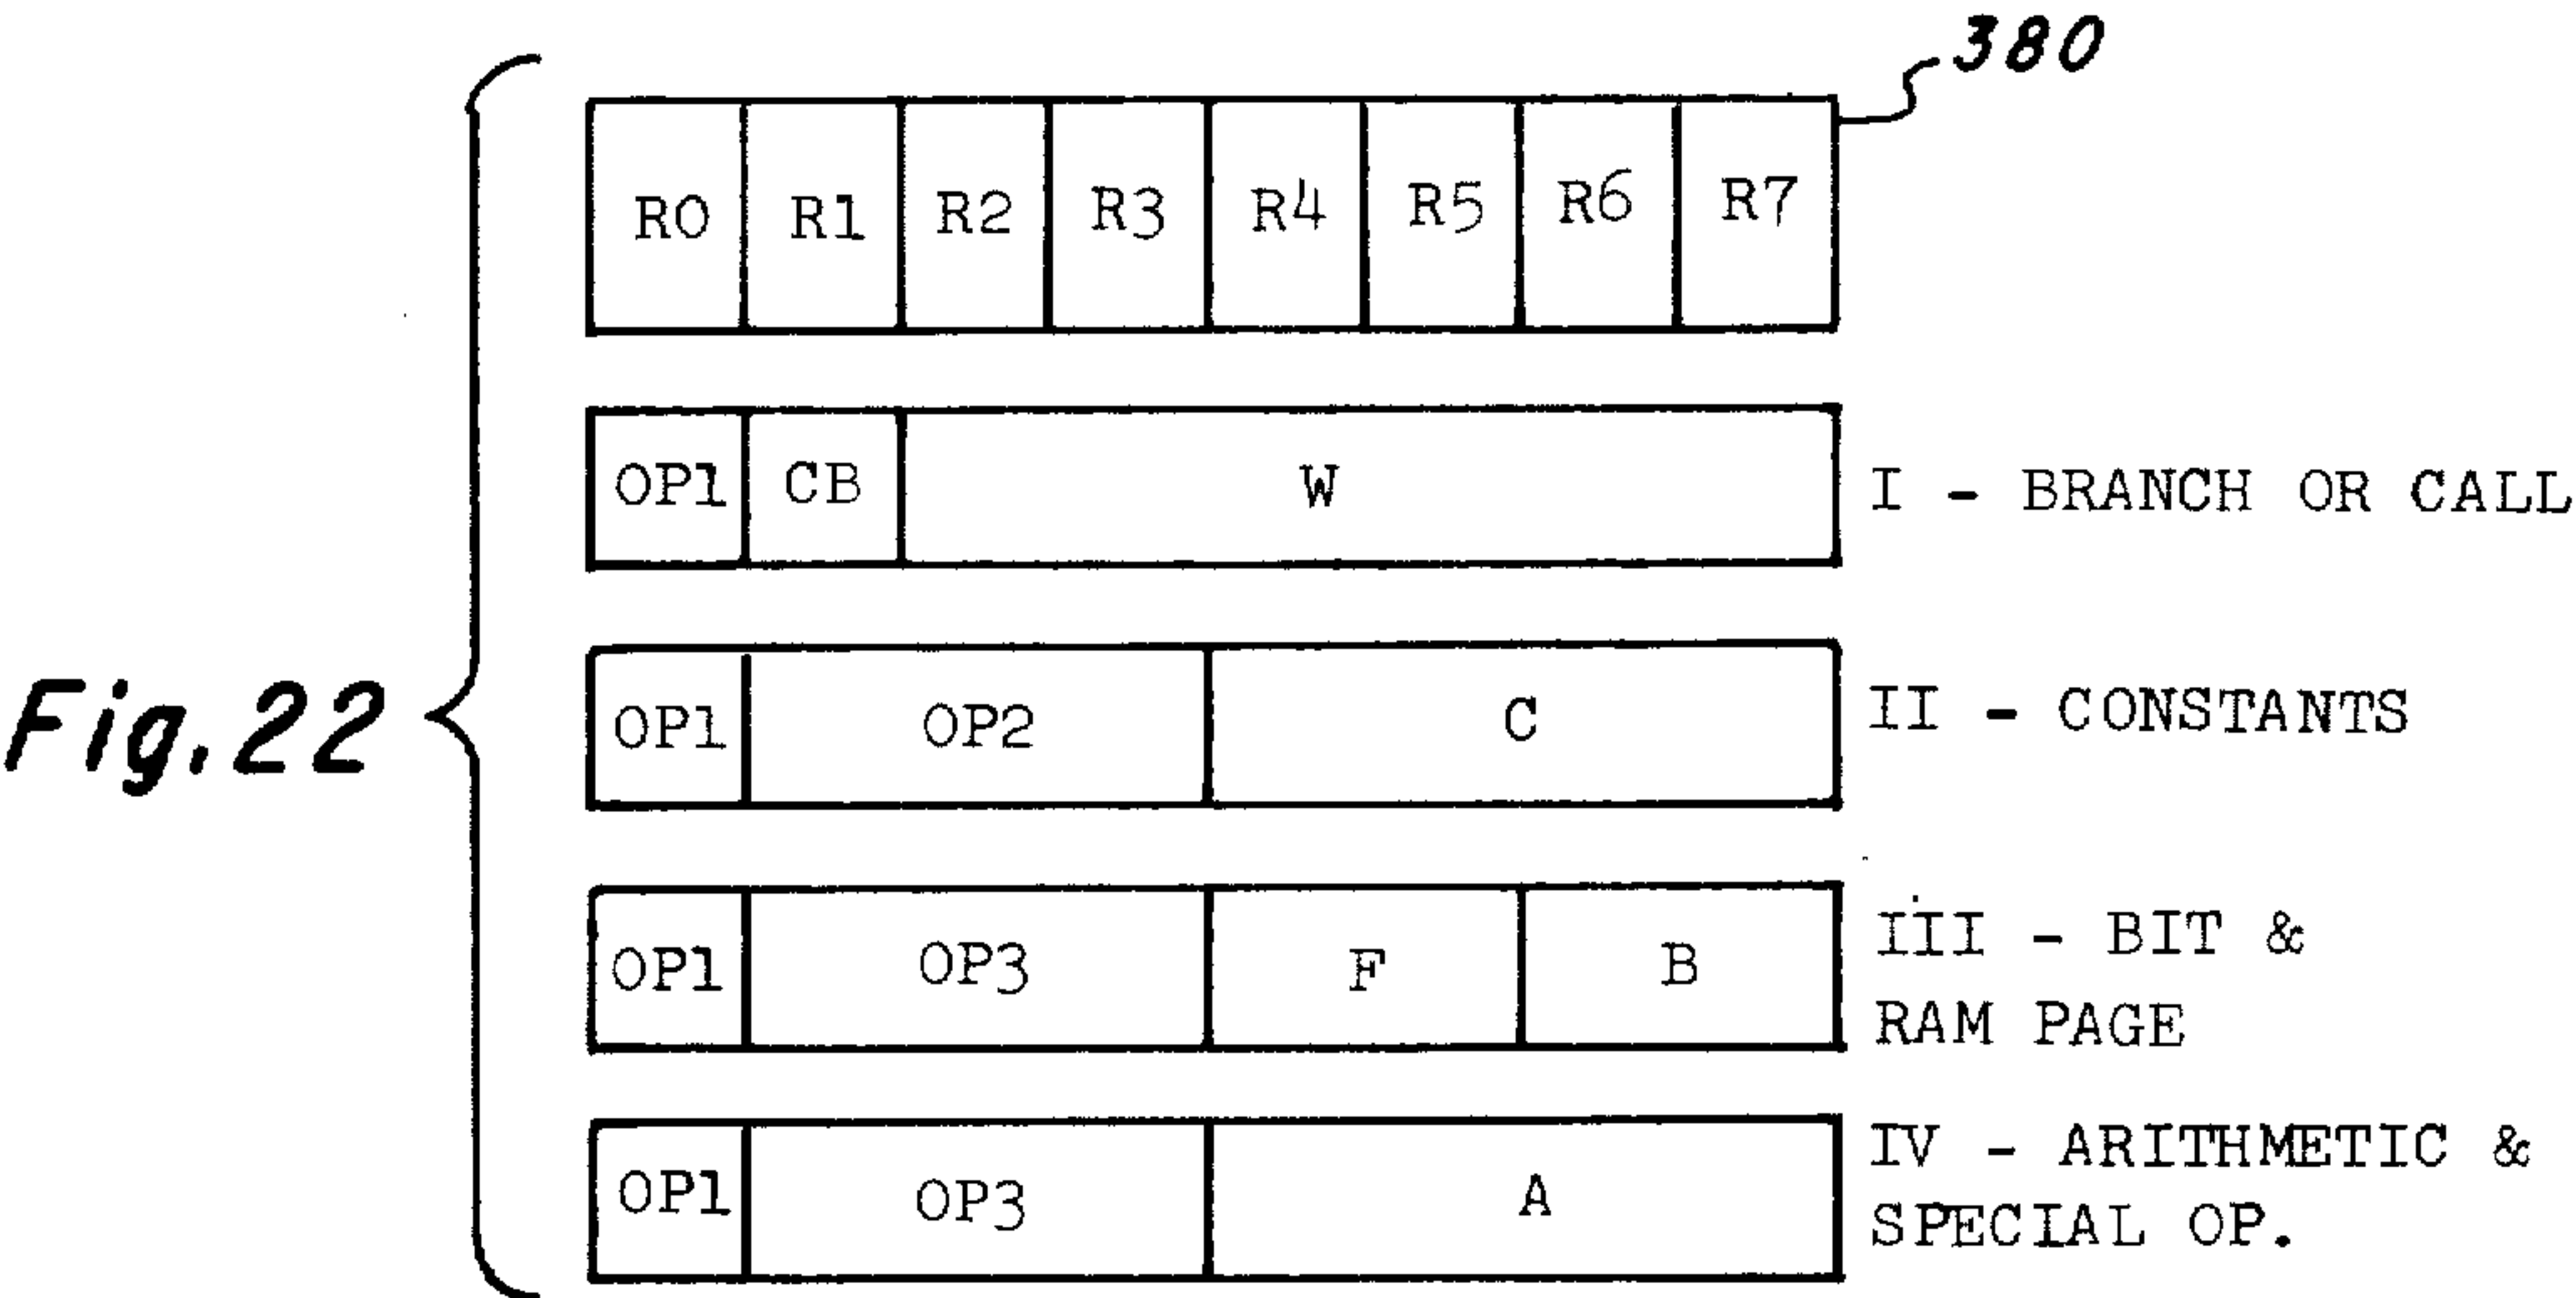 380
R0 R1 R2 R3 R4 R5 R6 R7
OP1 CB W I - BRANCH OR CALL
Fig.22
OP1 OP2 C II - CONSTANTS
OP1 OP3 F B III - BIT &
RAM PAGE
OP1 OP3 A IV - ARITHMETIC &
SPECIAL OP.